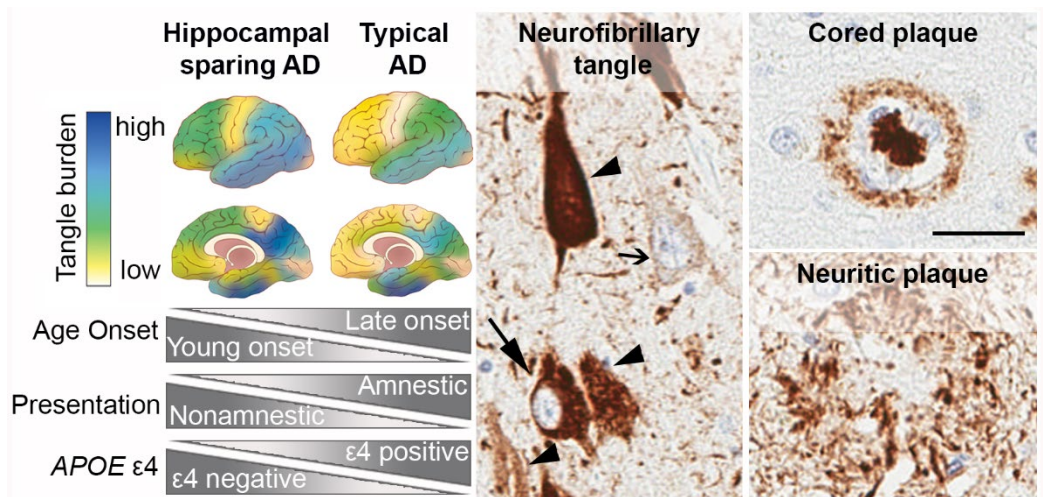 Hippocampal
sparing AD
Typical
AD
Tangle burden
high
low
Age Onset
Late onset
Young onset
Presentation
Amnestic
Nonamnestic
APOE ε4
ε4 positive
ε4 negative
Neurofibrillary
tangle
Cored plaque
Neuritic plaque